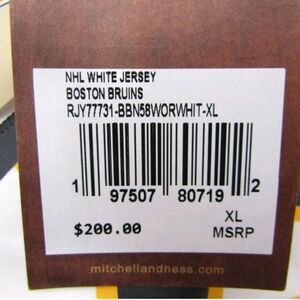 NHL WHITE JERSEY
BOSTON BRUINS
RJY77731-BBN58WORWHIT-XL
1 97507 80719 2
XL
$200.00 MSRP
mitchellandness.com